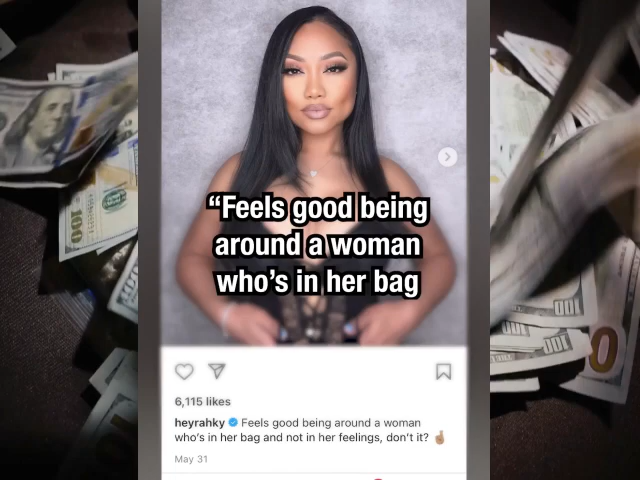 “Feels good being
around a woman
who’s in her bag
6,115 likes
heyrahky Feels good being around a woman
who's in her bag and not in her feelings, don't it?
May 31
100
100
100